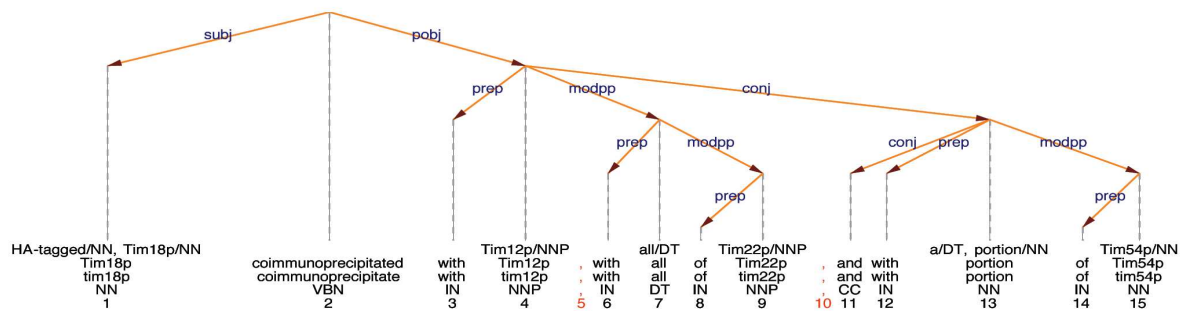 subj pobj
prep modpp conj
prep modpp conj prep modpp
prep prep
HA-tagged/NN, Tim18p/NN Tim12p/NNP all/DT Tim22p/NNP a/DT, portion/NN Tim54p/NN
Tim18p coimmunoprecipitated with Tim12p , with all of Tim22p , and with portion of Tim54p
tim18p coimmunoprecipitate with tim12p , with all of tim22p , and with portion of tim54p
NN VBN IN NNP , IN DT IN NNP , CC IN NN IN NN
1 2 3 4 5 6 7 8 9 10 11 12 13 14 15